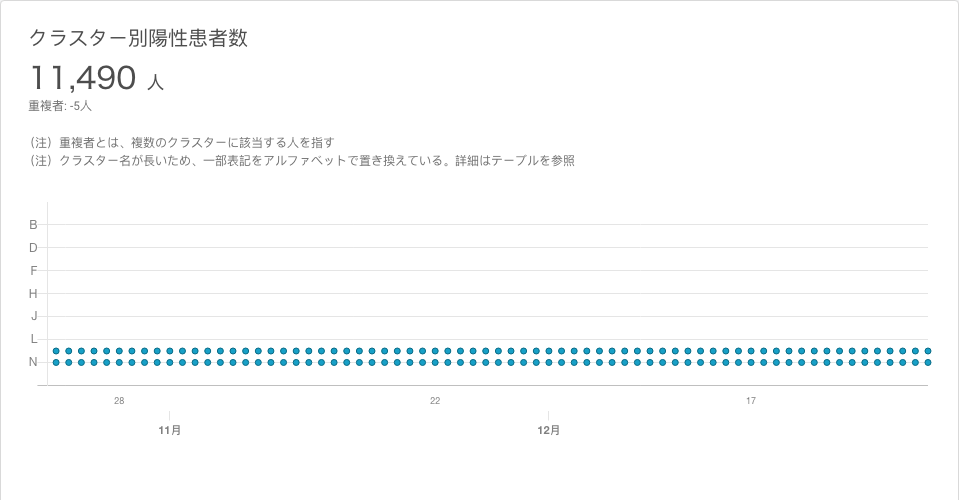 クラスター別陽性患者数
11,490 人
重複者: -5人
（注）重複者とは、複数のクラスターに該当する人を指す
（注）クラスター名が長いため、一部表記をアルファベットで置き換えている。詳細はテーブルを参照
B
D
F
H
J
L
N
28 22 17
11月 12月